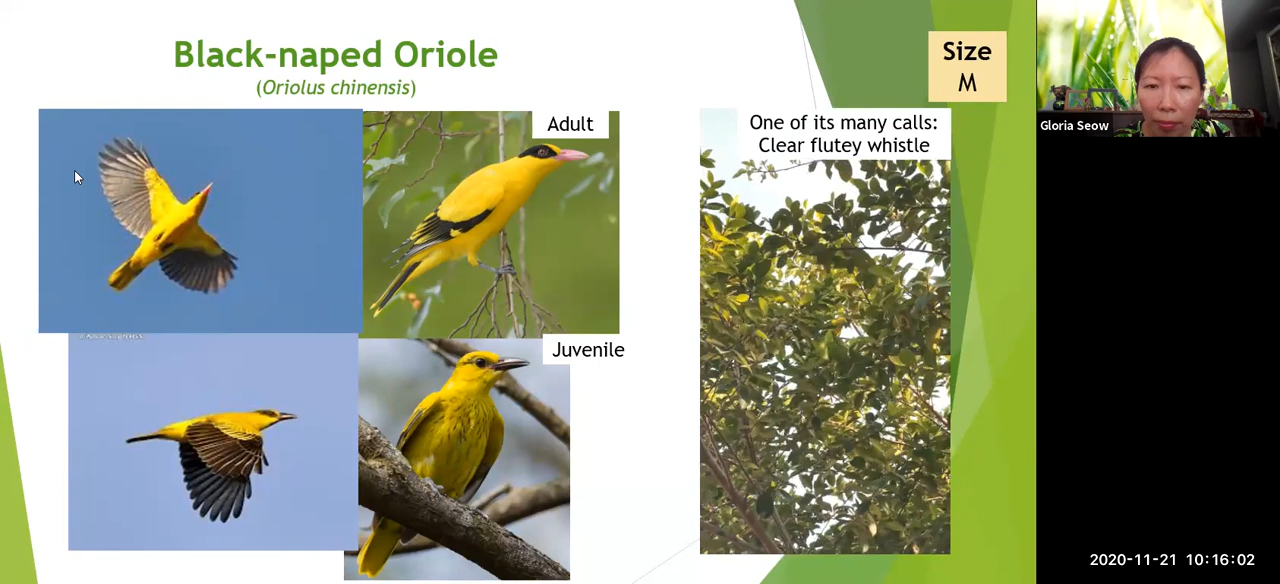 Black-naped Oriole
(Oriolus chinensis)
Size
M
Adult
One of its many calls:
Clear flutey whistle
Gloria Seow
Juvenile
2020-11-21 10:16:02